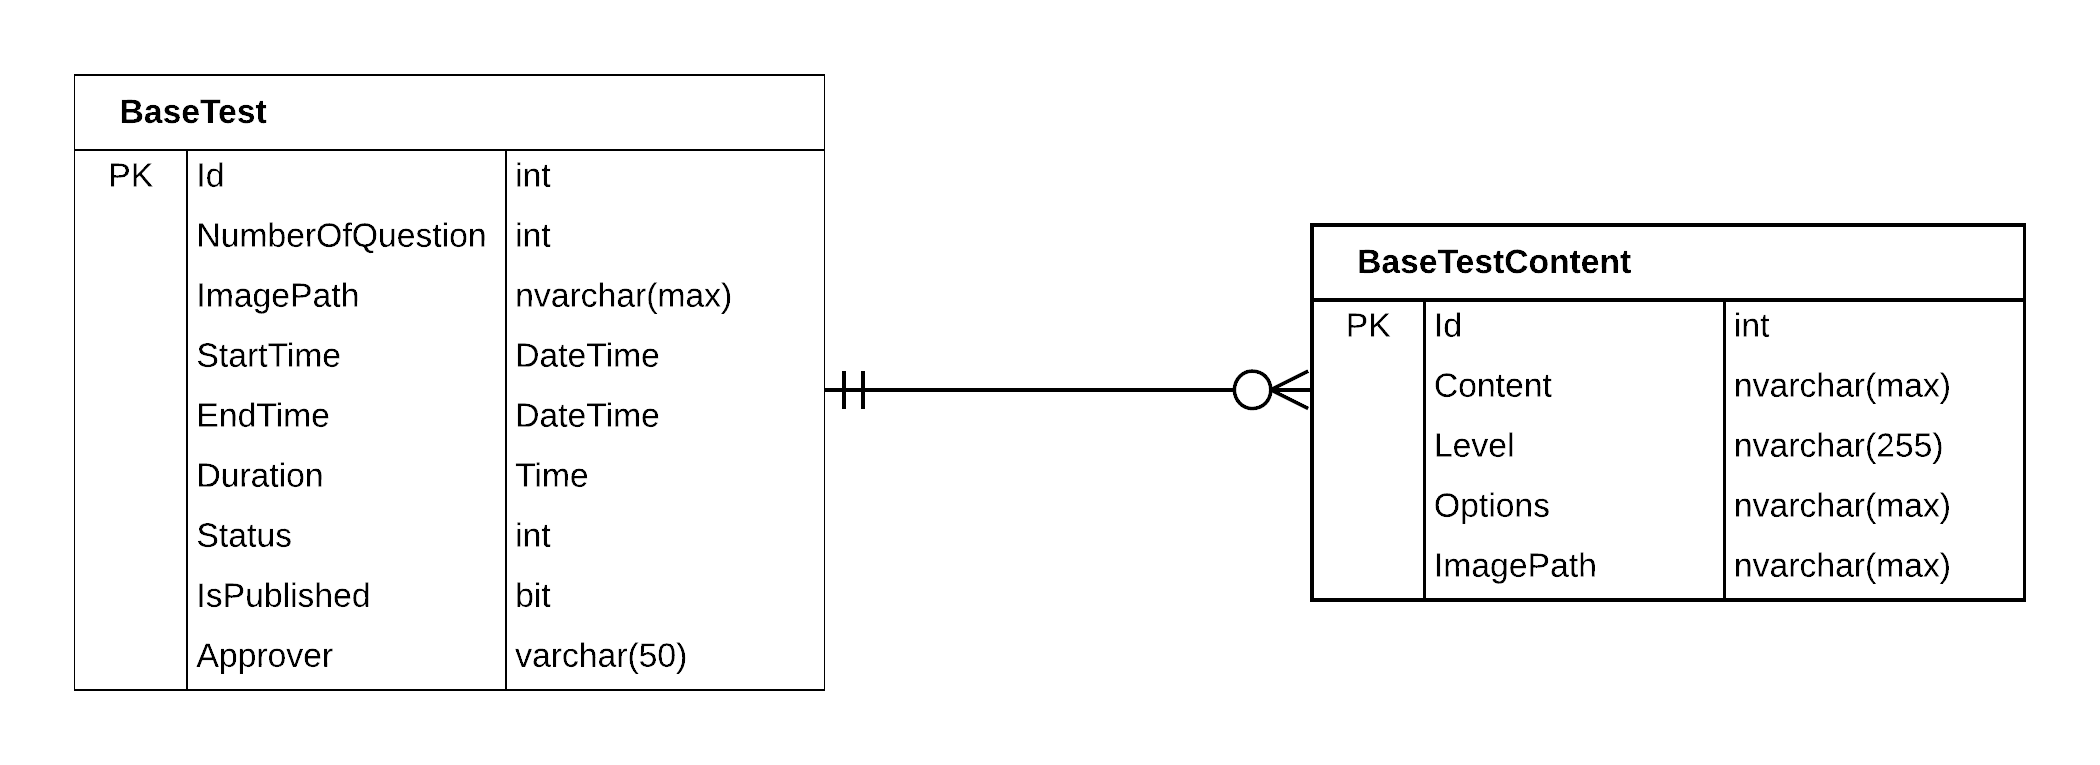 BaseTest
PK Id int
NumberOfQuestion int
ImagePath nvarchar(max)
StartTime DateTime
EndTime DateTime
Duration Time
Status int
IsPublished bit
Approver varchar(50)
BaseTestContent
PK Id int
Content nvarchar(max)
Level nvarchar(255)
Options nvarchar(max)
ImagePath nvarchar(max)